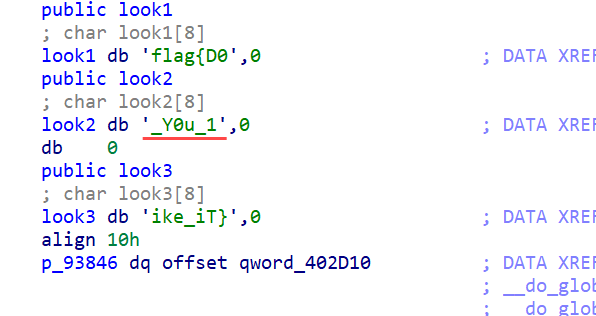 public look1
; char look1[8]
look1 db 'flag{D0',0 ; DATA XREF
public look2
; char look2[8]
look2 db '_Y0u_1',0 ; DATA XREF
db 0
public look3
; char look3[8]
look3 db 'ike_iT}',0 ; DATA XREF
align 10h
p_93846 dq offset qword_402D10 ; DATA XREF
; __do_glob
; do glob